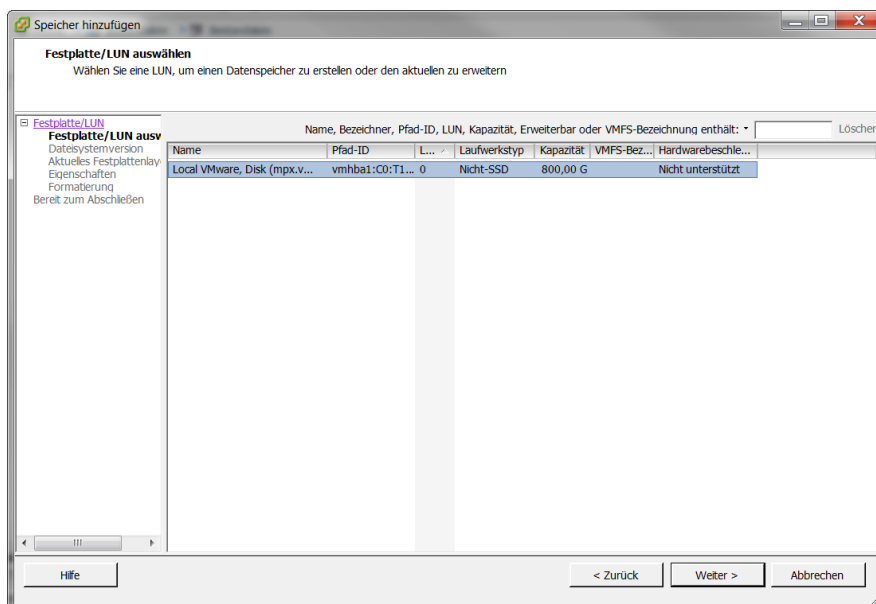 Speicher hinzufügen
Festplatte/LUN auswählen
Wählen Sie eine LUN, um einen Datenspeicher zu erstellen oder den aktuellen zu erweitern
Festplatte/LUN
Festplatte/LUN ausw
Dateisystemversion
Aktuelles Festplattenlay
Eigenschaften
Formatierung
Bereit zum Abschließen
Name, Bezeichner, Pfad-ID, LUN, Kapazität, Erweiterbar oder VMFS-Bezeichnung enthält: Löschen
Name Pfad-ID L... Laufwerkstyp Kapazität VMFS-Bez... Hardwarebeschle...
Local VMware, Disk (mpx.v... vmhba1:C0:T1... 0 Nicht-SSD 800,00 G Nicht unterstützt
Hilfe < Zurück Weiter > Abbrechen